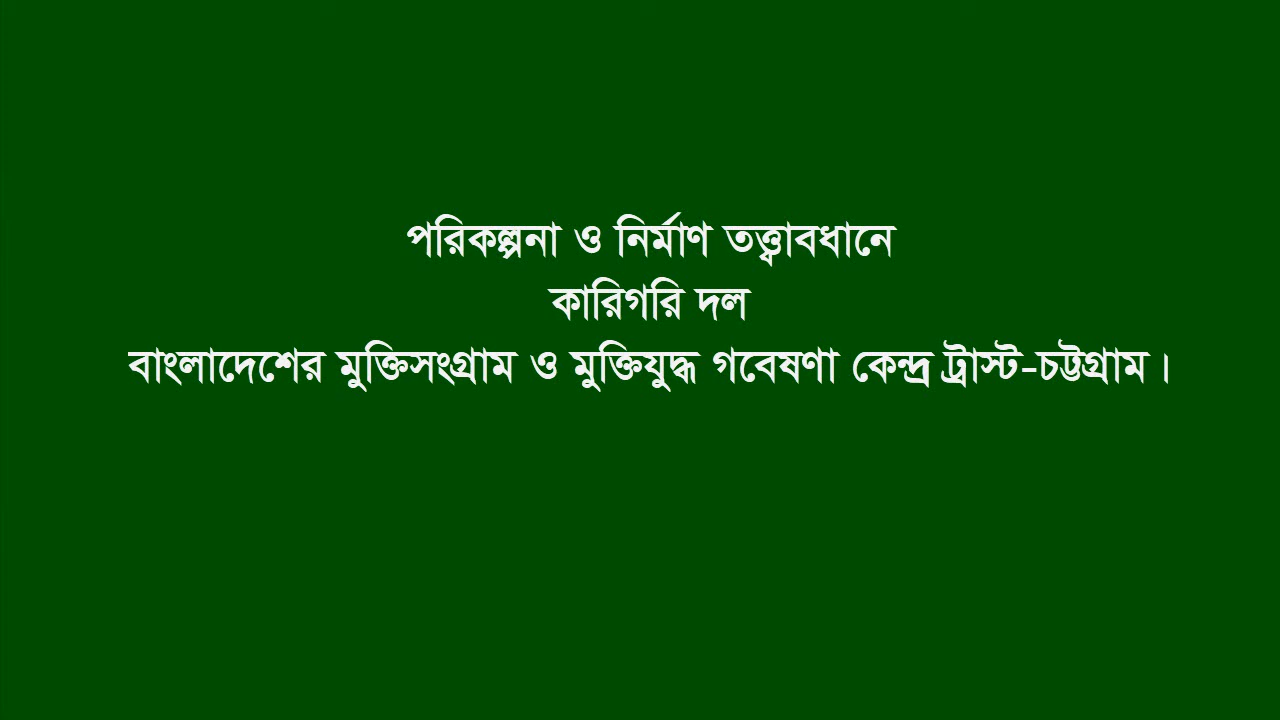 পরিকল্পনা ও নির্মাণ তত্ত্বাবধানে
কারিগরি দল
বাংলাদেশের মুক্তিসংগ্রাম ও মুক্তিযুদ্ধ গবেষণা কেন্দ্র ট্রাস্ট-চট্টগ্রাম।